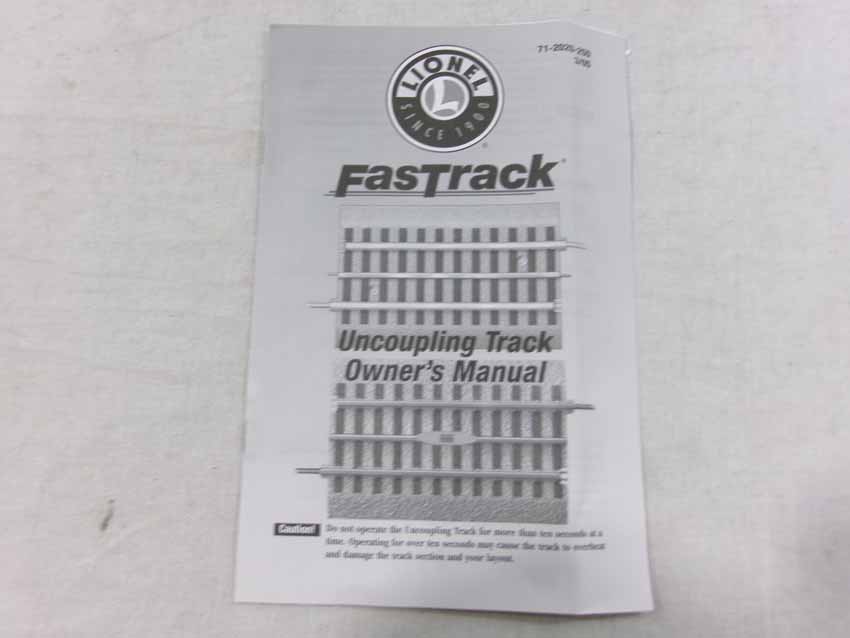 71-2020-250
3/05
LIONEL
L
SINCE 1900
®
FasTrack®
Uncoupling Track
Owner's Manual
Caution! Do not operate the Uncoupling Track for more than ten seconds at a
time. Operating for over ten seconds may cause the track to overheat
and damage the track section and your layout.